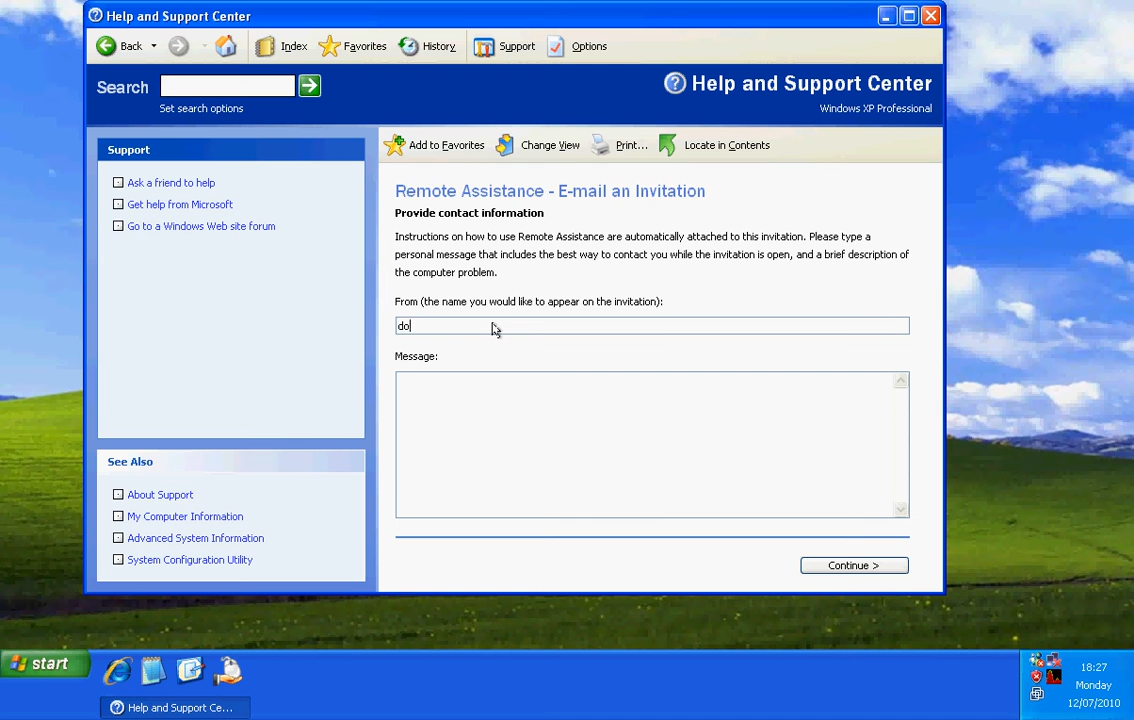 Help and Support Center
Back
Index
Favorites
History
Support
Options
Search
Set search options
Help and Support Center
Windows XP Professional
Support
Ask a friend to help
Get help from Microsoft
Go to a Windows Web site forum
See Also
About Support
My Computer Information
Advanced System Information
System Configuration Utility
Add to Favorites
Change View
Print...
Locate in Contents
Remote Assistance - E-mail an Invitation
Provide contact information
Instructions on how to use Remote Assistance are automatically attached to this invitation. Please type a
personal message that includes the best way to contact you while the invitation is open, and a brief description of
the computer problem.
From (the name you would like to appear on the invitation):
do
Message:
Continue >
start
Help and Support Ce...
18:27
Monday
12/07/2010